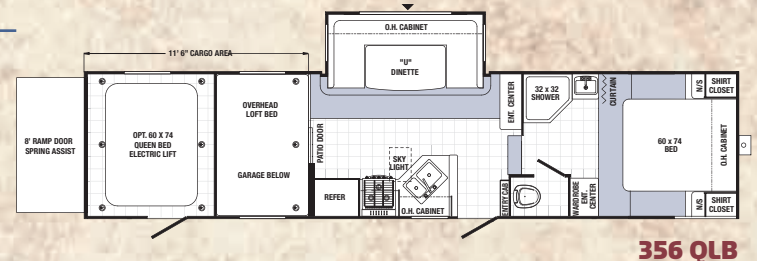 O.H. CABINET
"U"
DINETTE
11' 6" CARGO AREA
8' RAMP DOOR
SPRING ASSIST
OPT. 60 X 74
QUEEN BED
ELECTRIC LIFT
OVERHEAD
LOFT BED
GARAGE BELOW
PATIO DOOR
REFER
SKY
LIGHT
O.H. CABINET
ENT. CENTER
32 x 32
SHOWER
ENTRY CAB
WARDROBE
ENT.
CENTER
CURTAIN
60 x 74
BED
N/S
SHIRT
CLOSET
O.H. CABINET
N/S
SHIRT
CLOSET
356 QLB